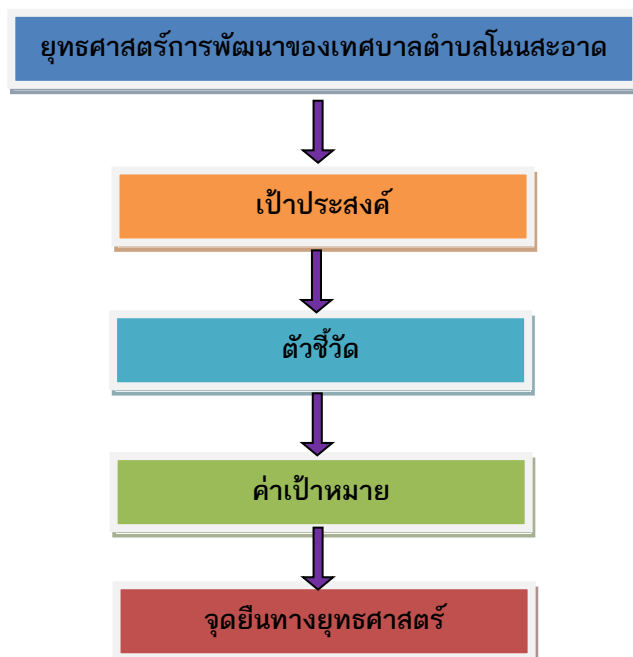 ยุทธศาสตร์การพัฒนาของเทศบาลตำบลโนนสะอาด
เป้าประสงค์
ตัวชี้วัด
ค่าเป้าหมาย
จุดยืนทางยุทธศาสตร์